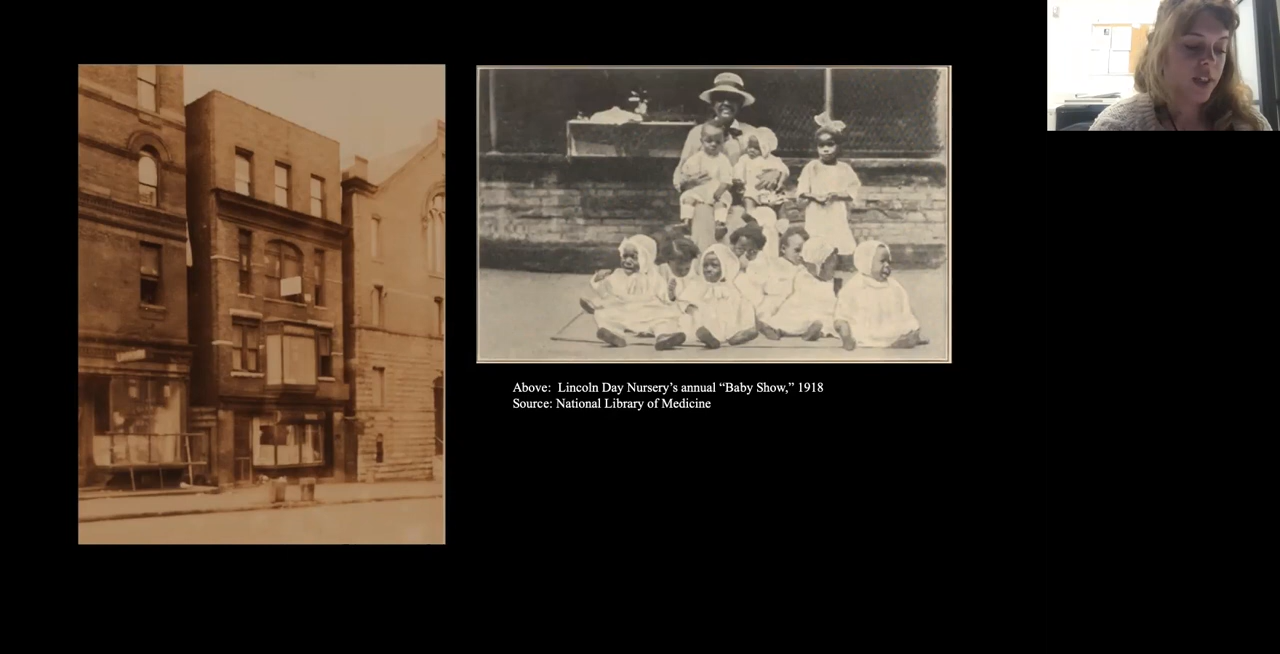 Above:  Lincoln Day Nursery’s annual “Baby Show,” 1918
Source: National Library of Medicine